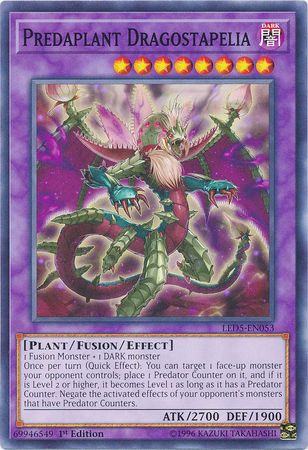 PREDAPLANT DRAGOSTAPELIA
DARK
闇
LED5-EN053
[PLANT/FUSION/EFFECT]
1 Fusion Monster + 1 DARK monster
Once per turn (Quick Effect): You can target 1 face-up monster
your opponent controls; place 1 Predator Counter on it, and if it
is Level 2 or higher, it becomes Level 1 as long as it has a Predator
Counter. Negate the activated effects of your opponent's monsters
that have Predator Counters.
ATK/2700 DEF/1900
69946549 1st Edition ©1996 KAZUKI TAKAHASHI